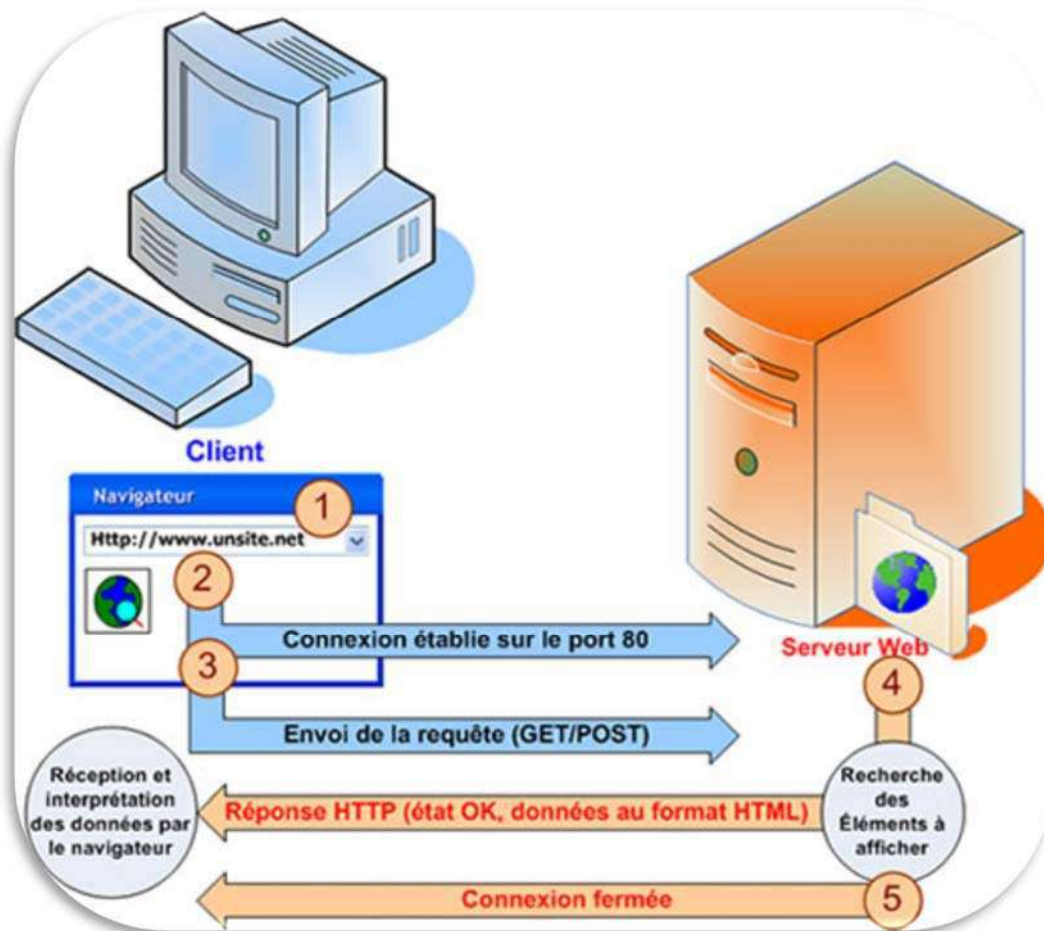 Client
Navigateur
1
Http://www.unsite.net
2
Connexion établie sur le port 80
Serveur Web
3
4
Envoi de la requête (GET/POST)
Réception et
interprétation
des données par
le navigateur
Réponse HTTP (état OK, données au format HTML)
Recherche
des
Éléments à
afficher
Connexion fermée
5